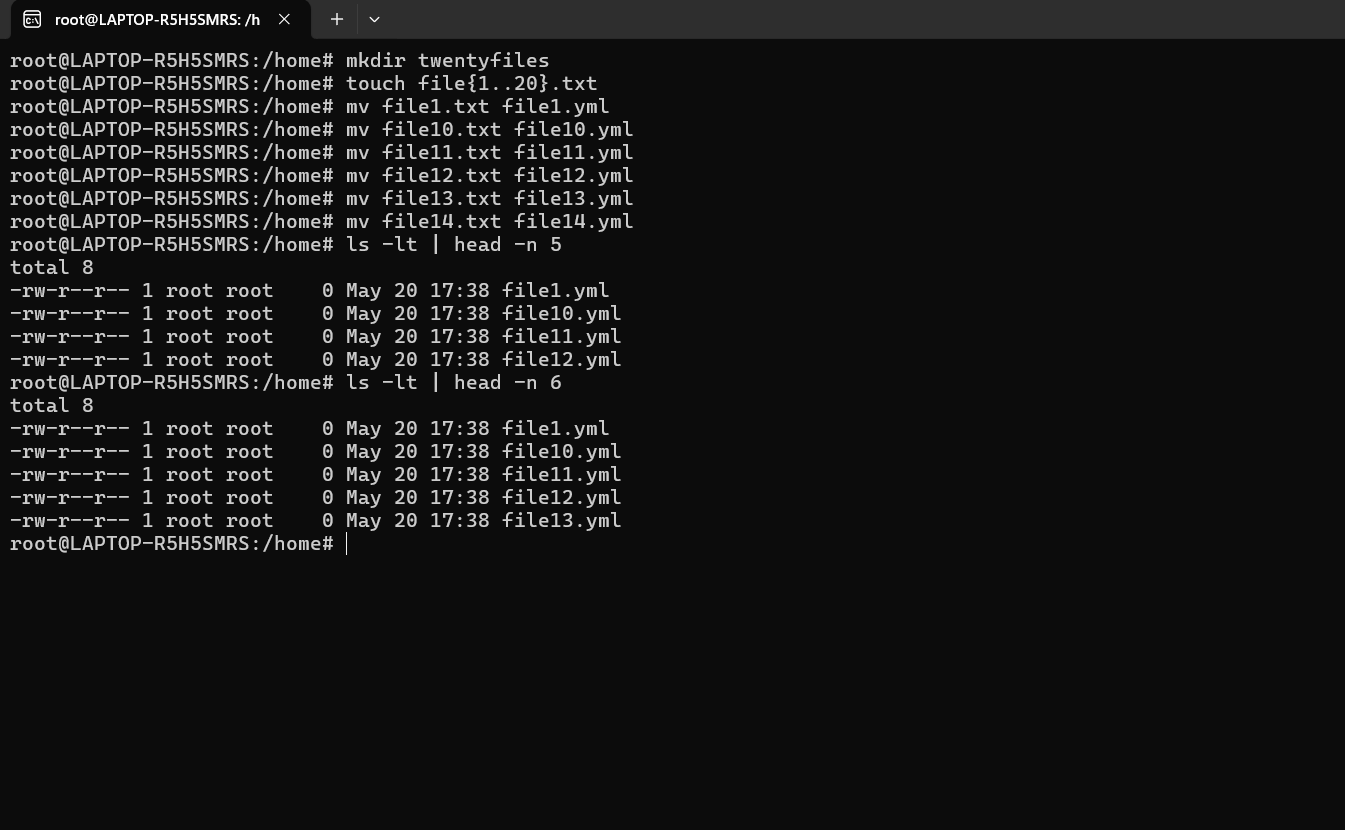 root@LAPTOP-R5H5SMRS: /h
root@LAPTOP-R5H5SMRS:/home# mkdir twentyfiles
root@LAPTOP-R5H5SMRS:/home# touch file{1..20}.txt
root@LAPTOP-R5H5SMRS:/home# mv file1.txt file1.yml
root@LAPTOP-R5H5SMRS:/home# mv file10.txt file10.yml
root@LAPTOP-R5H5SMRS:/home# mv file11.txt file11.yml
root@LAPTOP-R5H5SMRS:/home# mv file12.txt file12.yml
root@LAPTOP-R5H5SMRS:/home# mv file13.txt file13.yml
root@LAPTOP-R5H5SMRS:/home# mv file14.txt file14.yml
root@LAPTOP-R5H5SMRS:/home# ls -lt | head -n 5
total 8
-rw-r--r-- 1 root root    0 May 20 17:38 file1.yml
-rw-r--r-- 1 root root    0 May 20 17:38 file10.yml
-rw-r--r-- 1 root root    0 May 20 17:38 file11.yml
-rw-r--r-- 1 root root    0 May 20 17:38 file12.yml
root@LAPTOP-R5H5SMRS:/home# ls -lt | head -n 6
total 8
-rw-r--r-- 1 root root    0 May 20 17:38 file1.yml
-rw-r--r-- 1 root root    0 May 20 17:38 file10.yml
-rw-r--r-- 1 root root    0 May 20 17:38 file11.yml
-rw-r--r-- 1 root root    0 May 20 17:38 file12.yml
-rw-r--r-- 1 root root    0 May 20 17:38 file13.yml
root@LAPTOP-R5H5SMRS:/home#